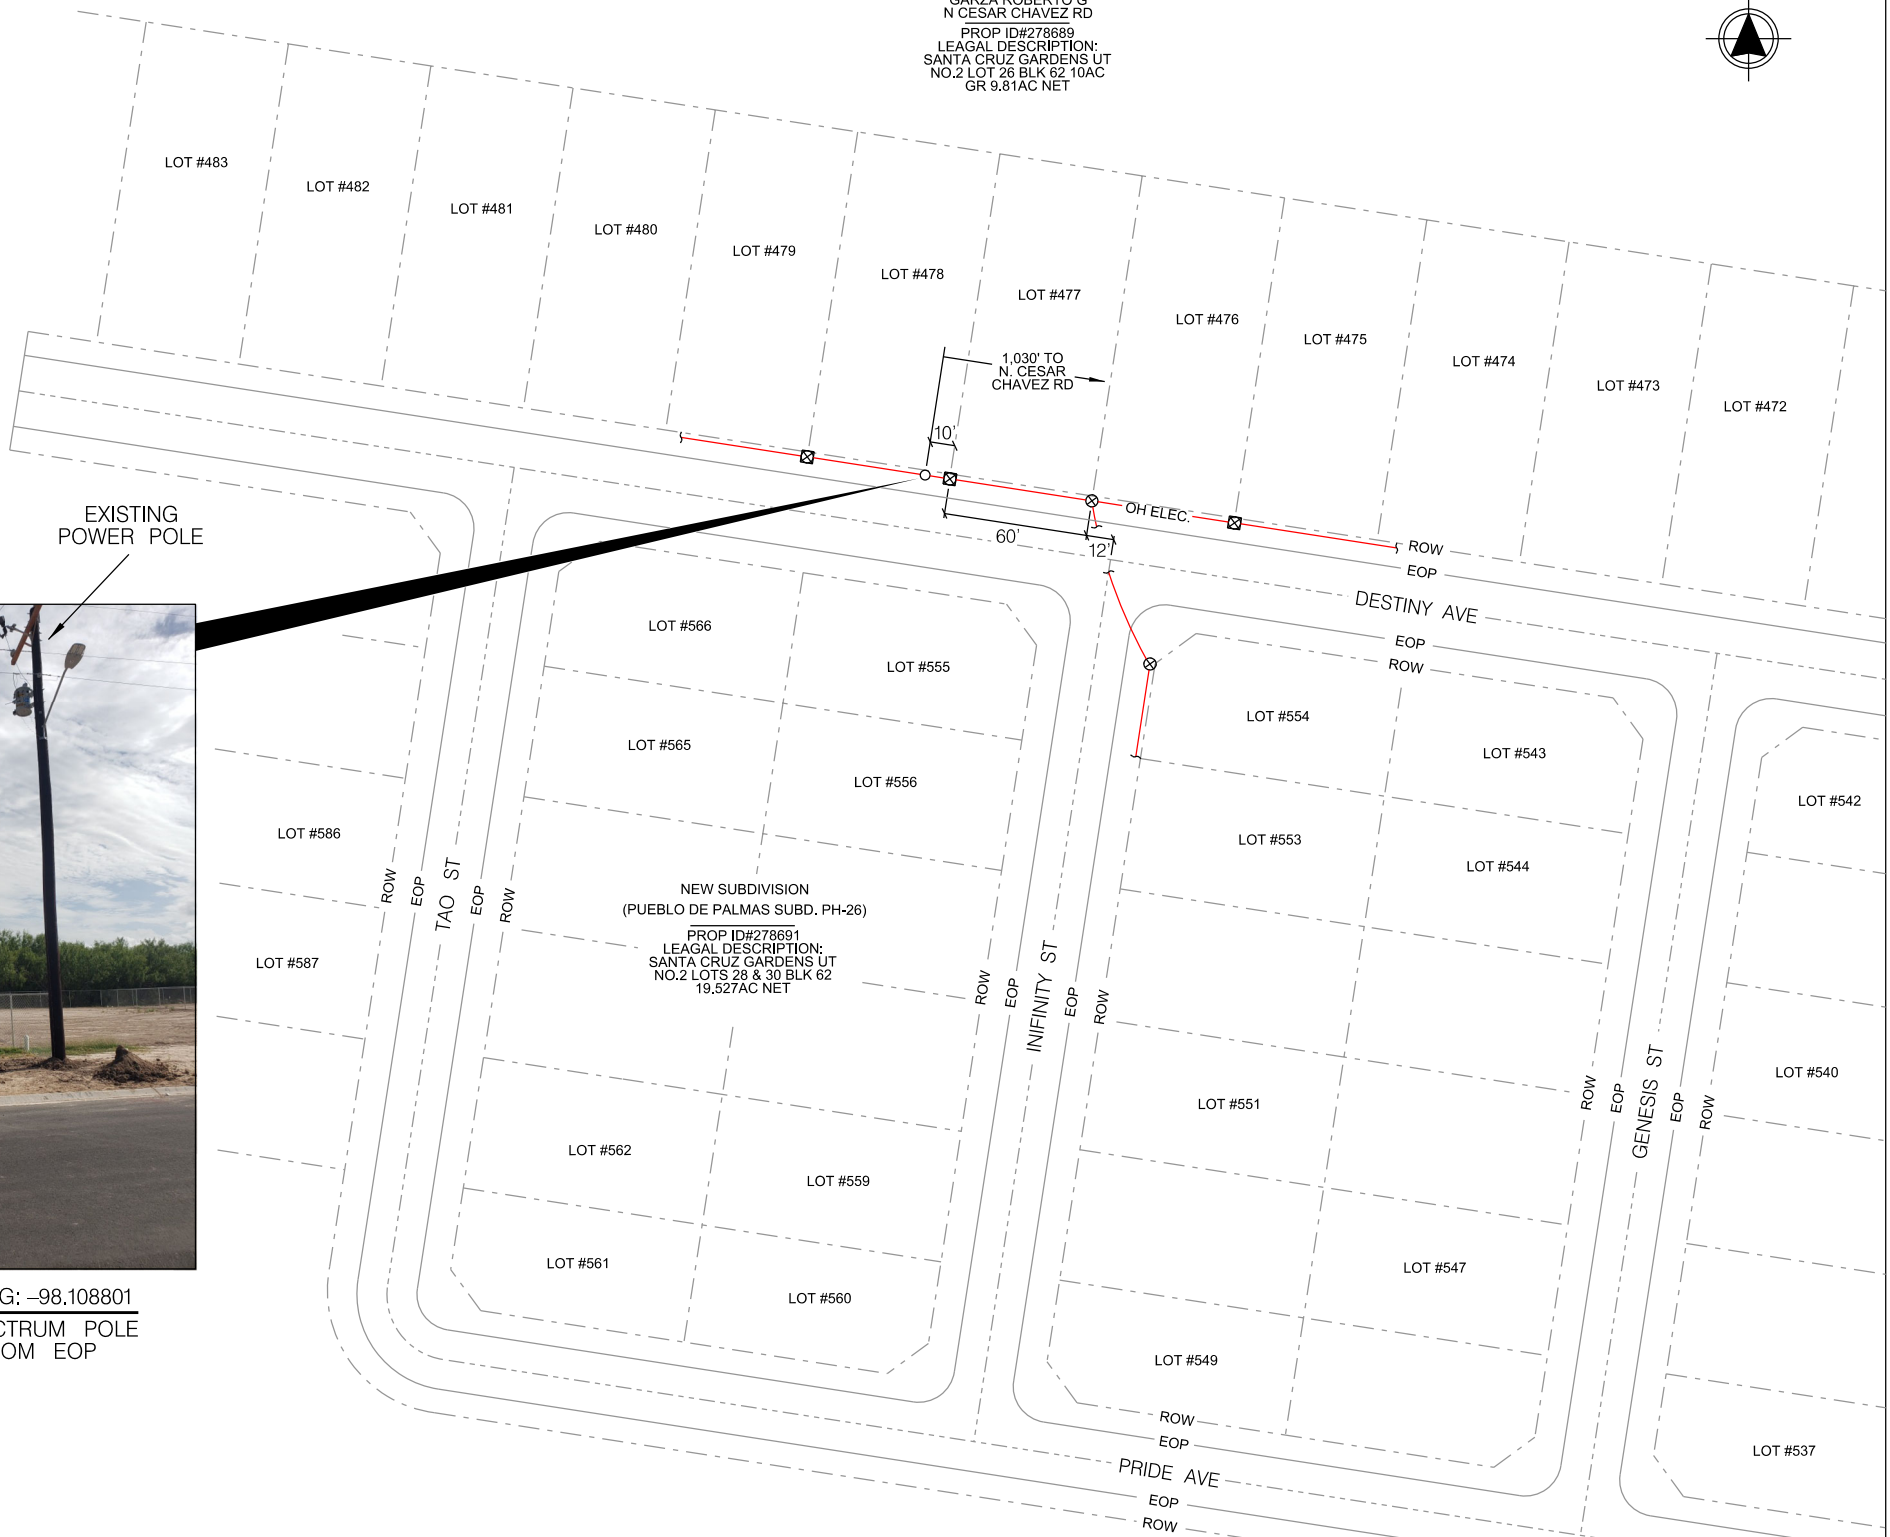 GARZA ROBERTO G
N CESAR CHAVEZ RD
PROP ID#278689
LEAGAL DESCRIPTION:
SANTA CRUZ GARDENS UT
NO.2 LOT 26 BLK 62 10AC
GR 9.81AC NET
LOT #483
LOT #482
LOT #481
LOT #480
LOT #479
LOT #478
LOT #477
LOT #476
LOT #475
LOT #474
LOT #473
LOT #472
1,030' TO
N. CESAR
CHAVEZ RD
10'
60'
12'
OH ELEC.
ROW
EOP
DESTINY AVE
EOP
ROW
EXISTING
POWER POLE
LOT #566
LOT #555
LOT #565
LOT #556
LOT #554
LOT #543
LOT #553
LOT #544
LOT #542
LOT #586
LOT #587
ROW
EOP
TAO ST
EOP
ROW
NEW SUBDIVISION
(PUEBLO DE PALMAS SUBD. PH-26)
PROP ID#278691
LEAGAL DESCRIPTION:
SANTA CRUZ GARDENS UT
NO.2 LOTS 28 & 30 BLK 62
19.527AC NET
ROW
EOP
INIFINITY ST
EOP
ROW
ROW
EOP
GENESIS ST
EOP
ROW
LOT #540
LOT #551
LOT #562
LOT #559
LOT #561
LOT #560
LOT #547
LOT #549
LOT #537
G: -98.108801
CTRUM POLE
OM EOP
ROW
EOP
PRIDE AVE
EOP
ROW